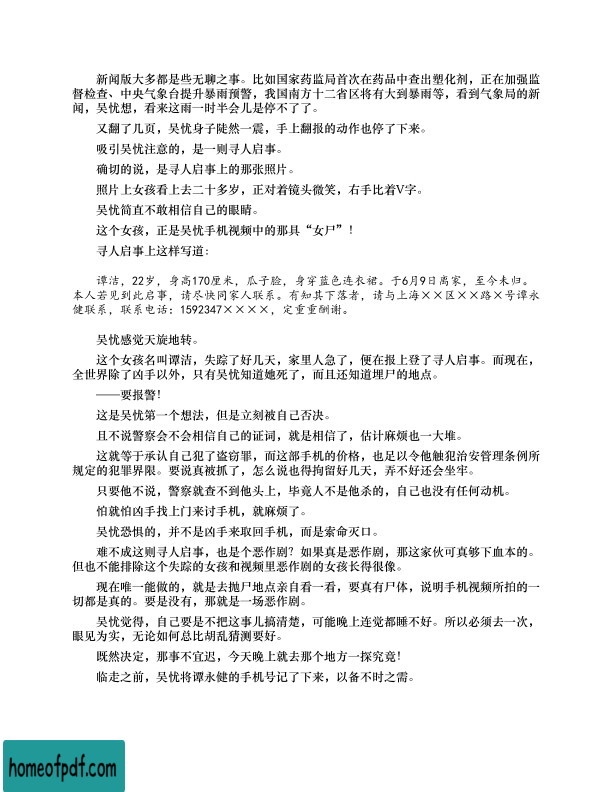 新闻版大多都是些无聊之事。比如国家药监局首次在药品中查出塑化剂，正在加强监
督检查、中央气象台提升暴雨预警，我国南方十二省区将有大到暴雨等，看到气象局的新
闻，吴忧想，看来这雨一时半会儿是停不了了。
又翻了几页，吴忧身子陡然一震，手上翻报的动作也停了下来。
吸引吴忧注意的，是一则寻人启事。
确切的说，是寻人启事上的那张照片。
照片上女孩看上去二十多岁，正对着镜头微笑，右手比着V字。
吴忧简直不敢相信自己的眼睛。
这个女孩，正是吴忧手机视频中的那具“女尸”！
寻人启事上这样写道：
谭洁，22岁，身高170厘米，瓜子脸，身穿蓝色连衣裙。于6月9日离家，至今未归。
本人若见到此启事，请尽快同家人联系。有知其下落者，请与上海××区××路×号谭永
健联系，联系电话：1592347××××，定重重酬谢。
吴忧感觉天旋地转。
这个女孩名叫谭洁，失踪了好几天，家里人急了，便在报上登了寻人启事。而现在，
全世界除了凶手以外，只有吴忧知道她死了，而且还知道埋尸的地点。
——要报警！
这是吴忧第一个想法，但是立刻被自己否决。
且不说警察会不会相信自己的证词，就是相信了，估计麻烦也一大堆。
这就等于承认自己犯了盗窃罪，而这部手机的价格，也足以令他触犯治安管理条例所
规定的犯罪界限。要说真被抓了，怎么说也得拘留好几天，弄不好还会坐牢。
只要他不说，警察就查不到他头上，毕竟人不是他杀的，自己也没有任何动机。
怕就怕凶手找上门来讨手机，就麻烦了。
吴忧恐惧的，并不是凶手来取回手机，而是索命灭口。
难不成这则寻人启事，也是个恶作剧？如果真是恶作剧，那这家伙可真够下血本的。
但也不能排除这个失踪的女孩和视频里恶作剧的女孩长得很像。
现在唯一能做的，就是去抛尸地点亲自看一看，要真有尸体，说明手机视频所拍的一
切都是真的。要是没有，那就是一场恶作剧。
吴忧觉得，自己要是不把这事儿搞清楚，可能晚上连觉都睡不好。所以必须去一次，
眼见为实，无论如何总比胡乱猜测要好。
既然决定，那事不宜迟，今天晚上就去那个地方一探究竟！
临走之前，吴忧将谭永健的手机号记了下来，以备不时之需。
homeofpdf.com